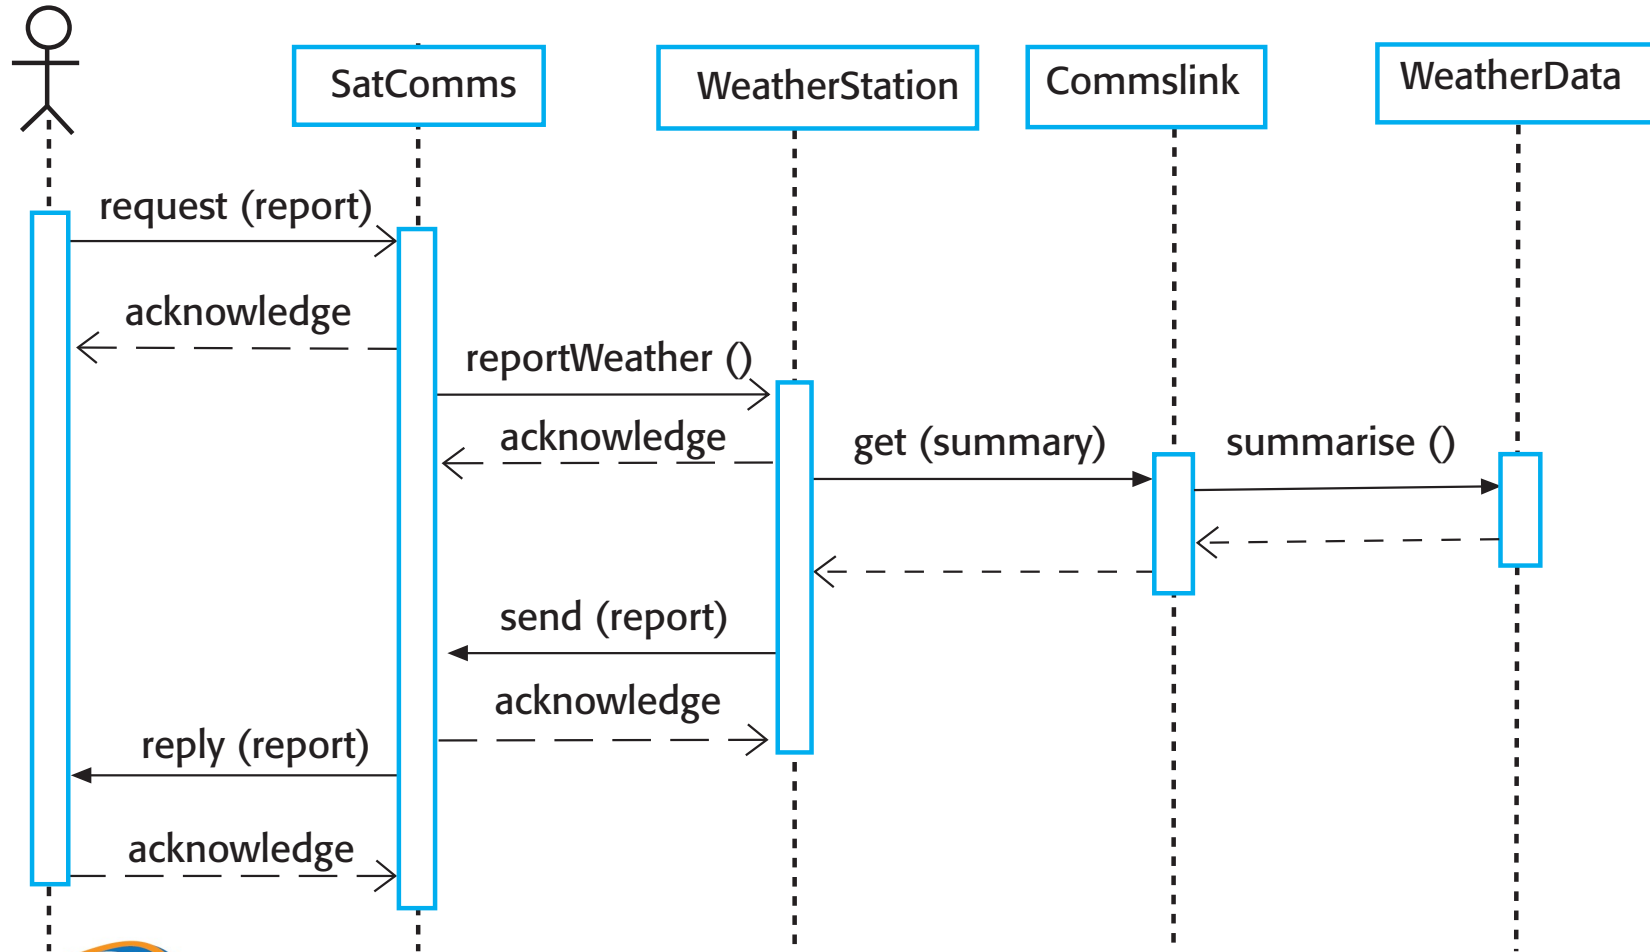 SatComms
WeatherStation
Commslink
WeatherData
request (report)
acknowledge
reportWeather ()
acknowledge
get (summary)
summarise ()
send (report)
acknowledge
reply (report)
acknowledge